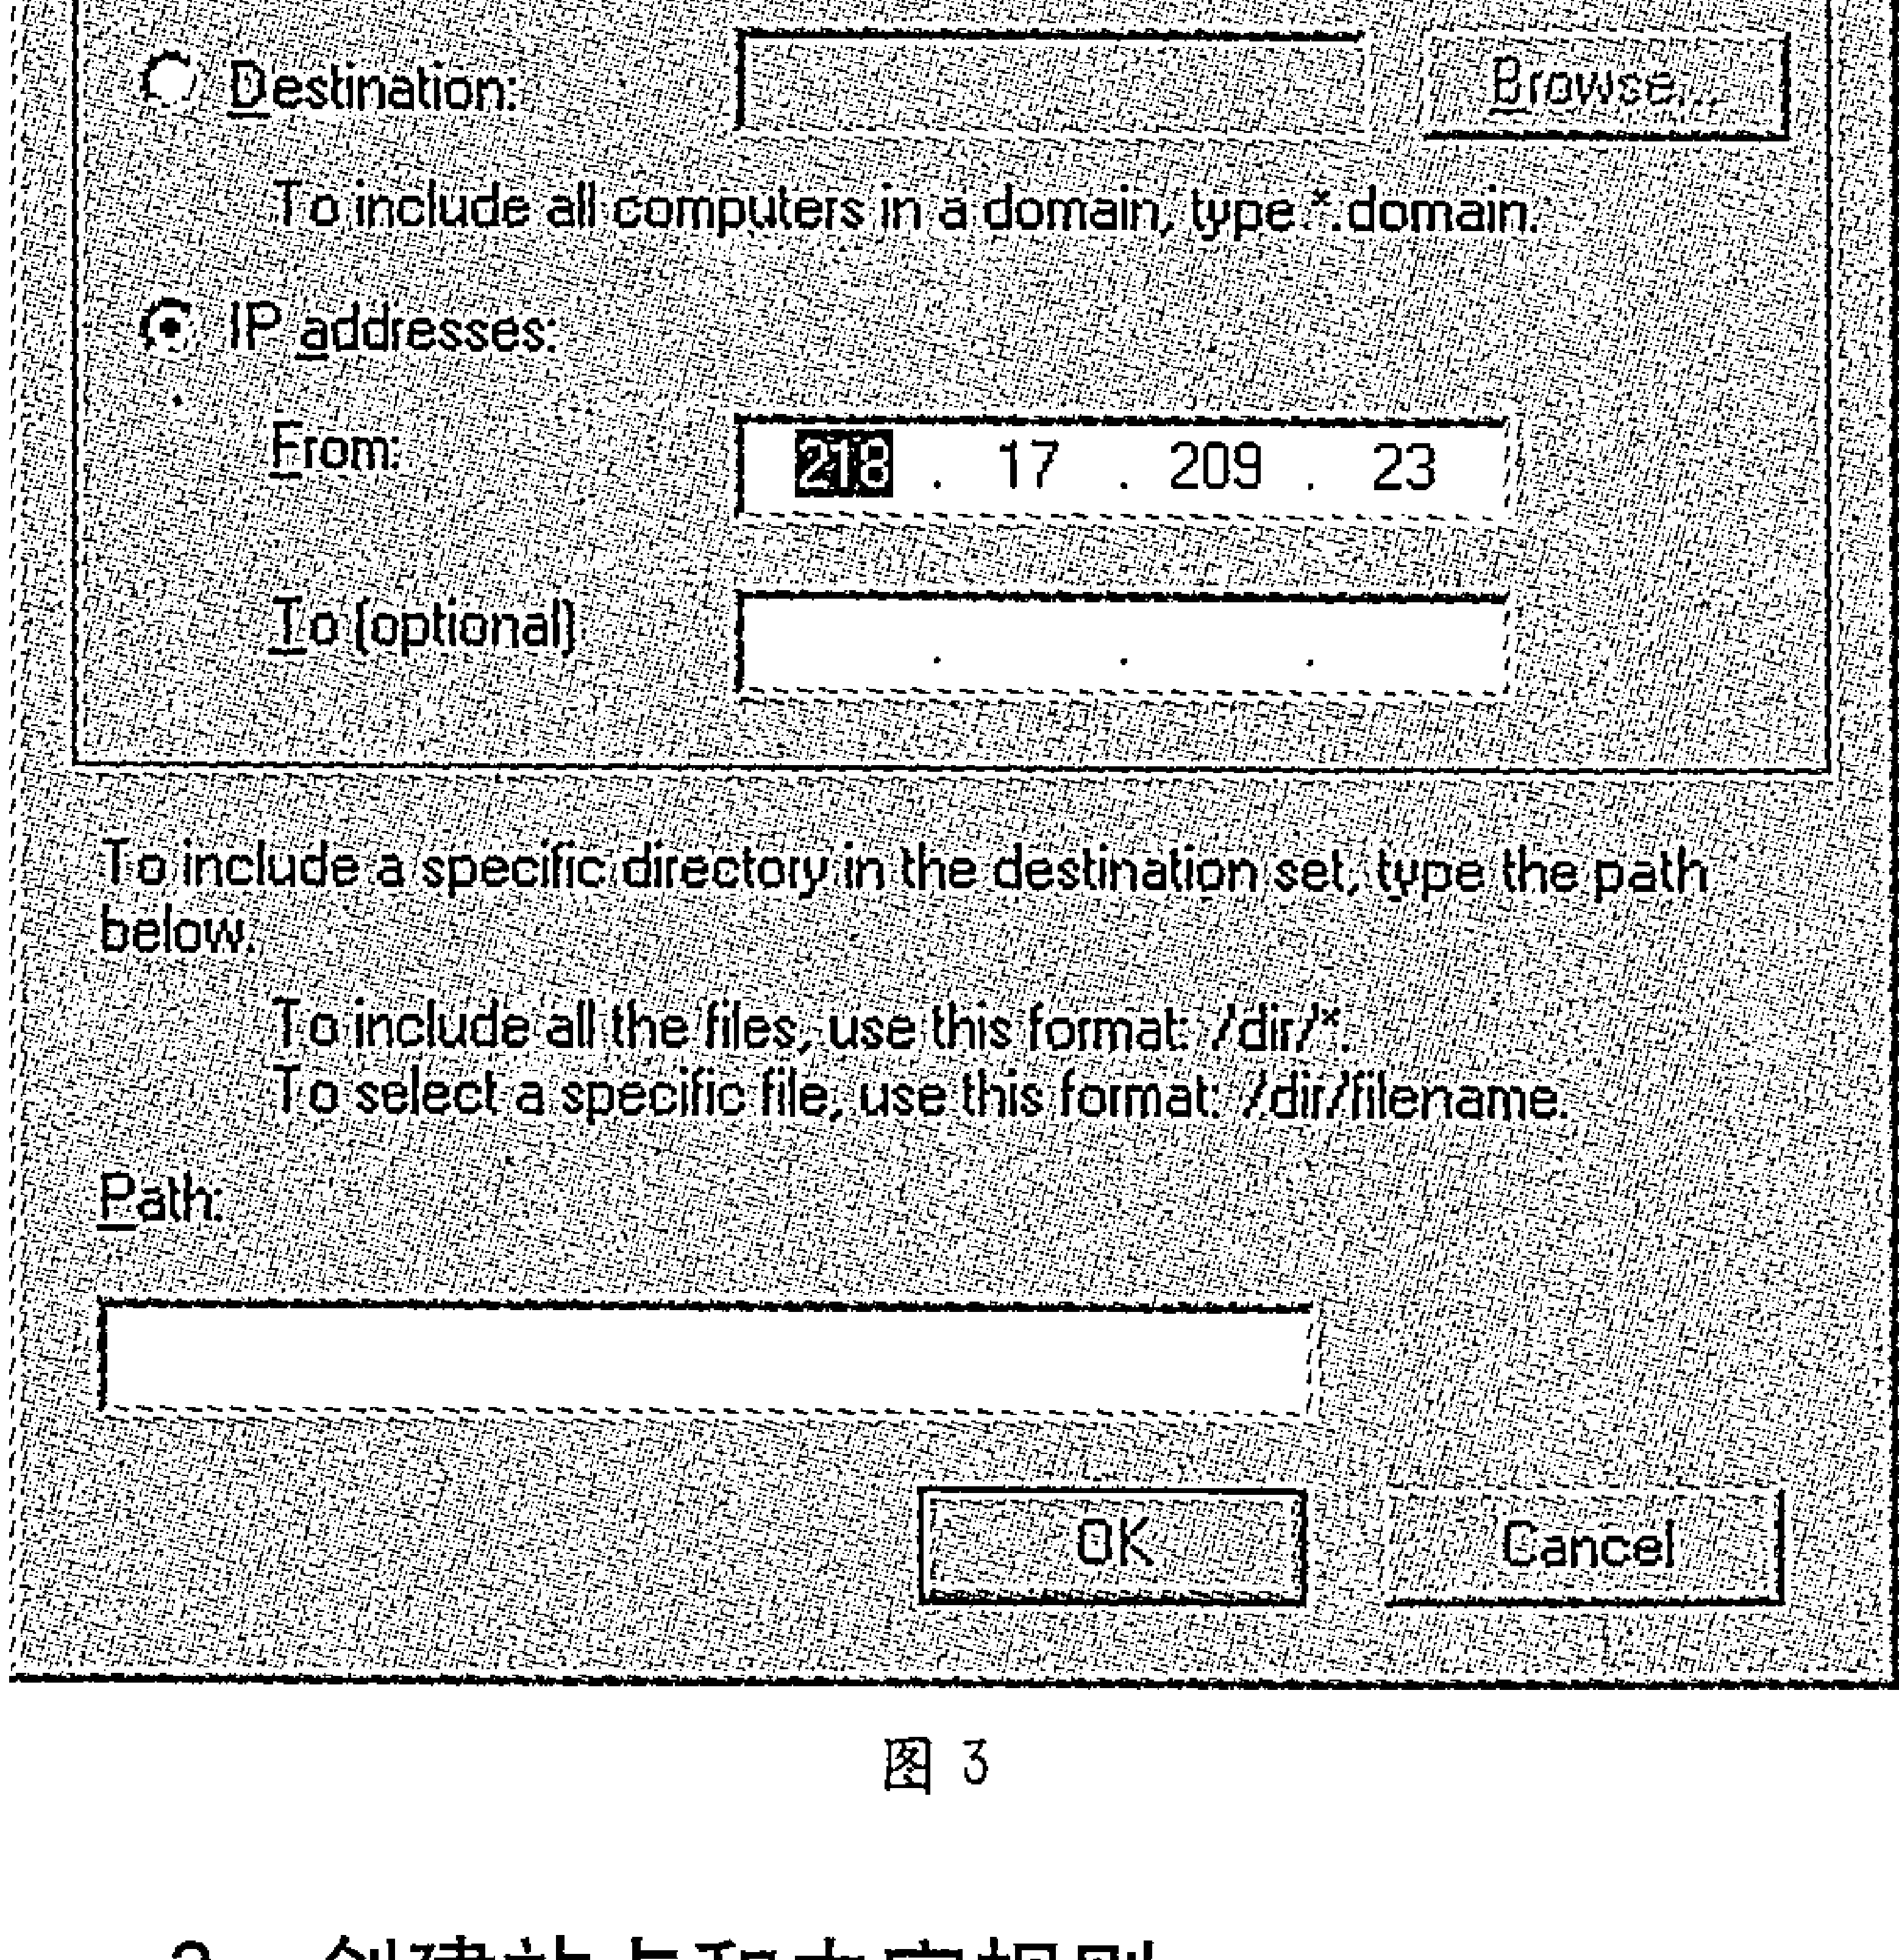 Destination:
Browse...
To include all computers in a domain, type *.domain.
IP addresses:
From:
218 . 17 . 209 . 23
To (optional)
. . .
To include a specific directory in the destination set, type the path
below.
To include all the files, use this format: /dir/*.
To select a specific file, use this format: /dir/filename.
Path:
OK
Cancel
图 3